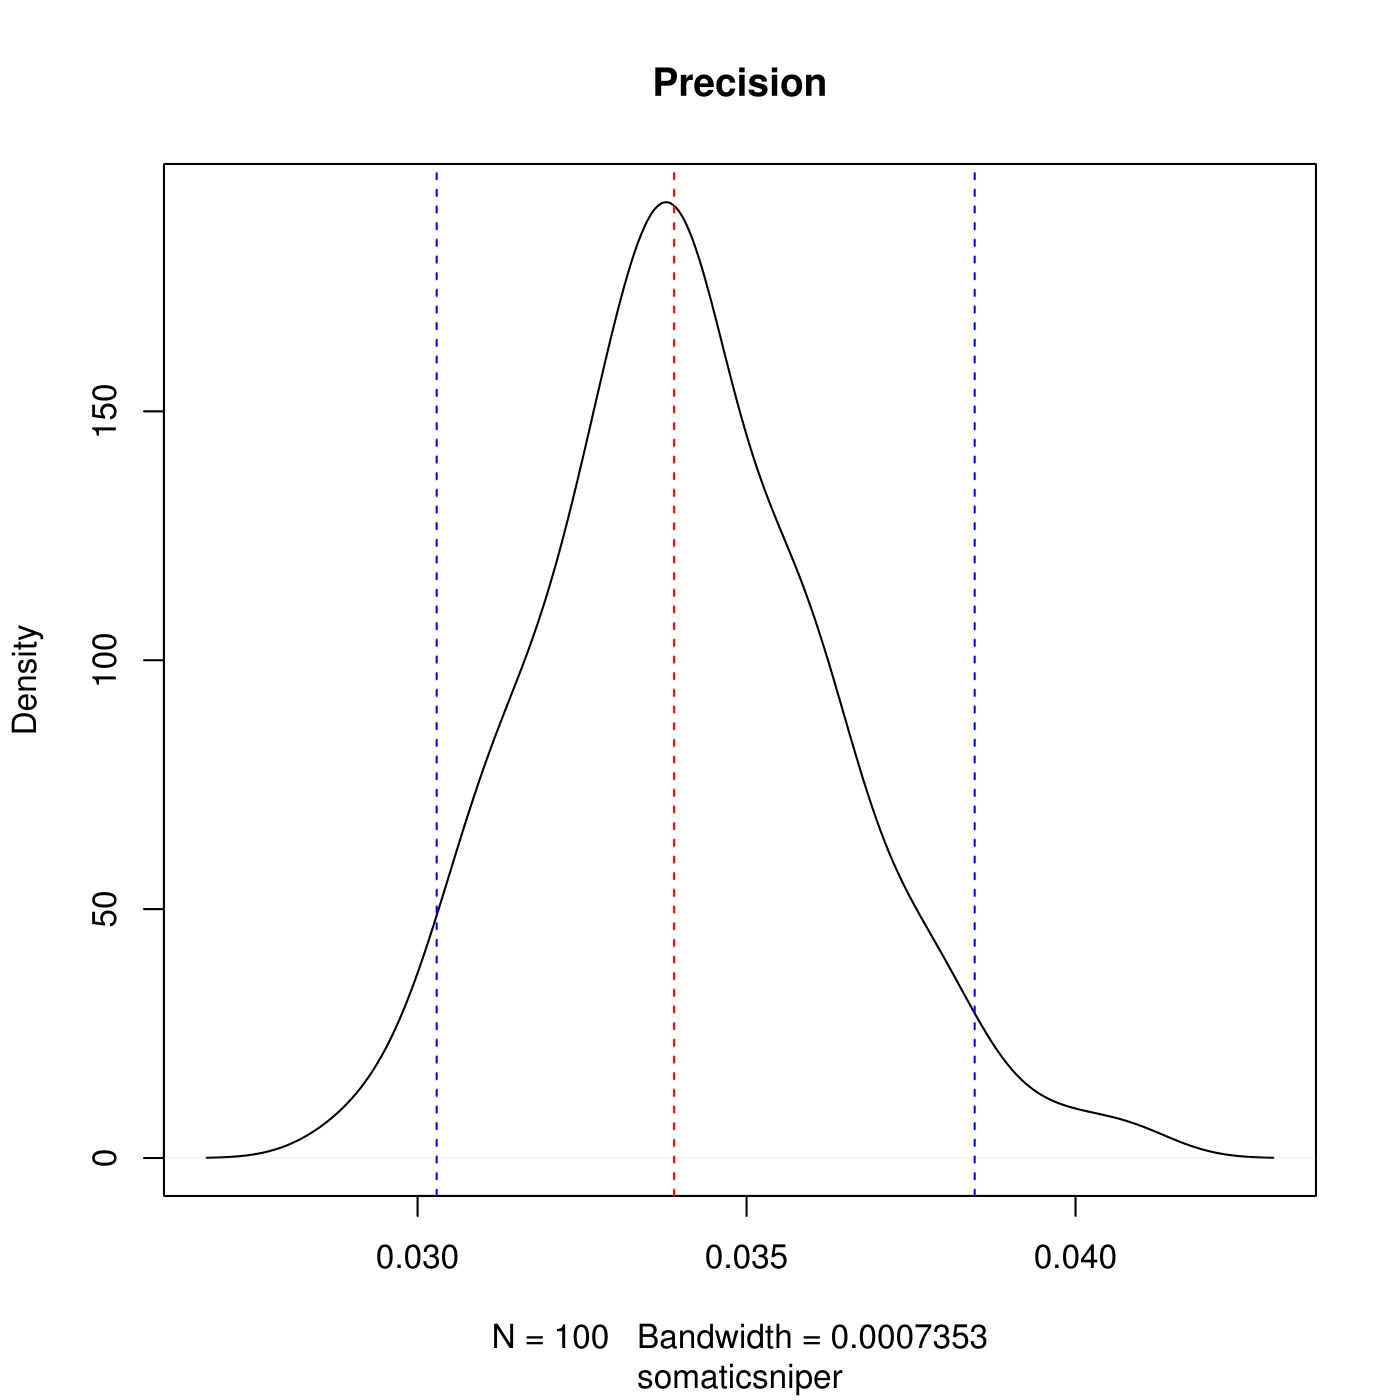 Precision
Density
150
100
50
0
0.030 0.035 0.040
N = 100 Bandwidth = 0.0007353
somaticsniper